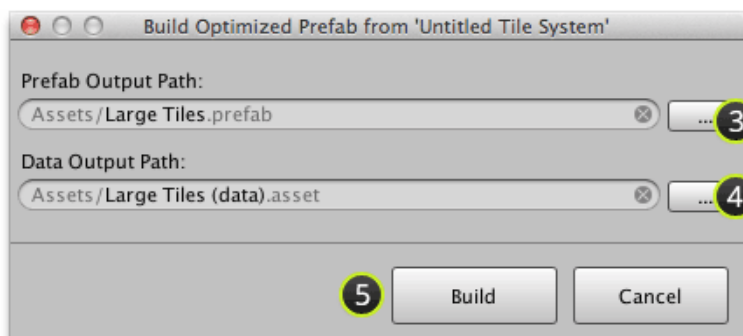 Build Optimized Prefab from 'Untitled Tile System'
Prefab Output Path:
Assets/Large Tiles.prefab
... 3
Data Output Path:
Assets/Large Tiles (data).asset
... 4
5 Build Cancel